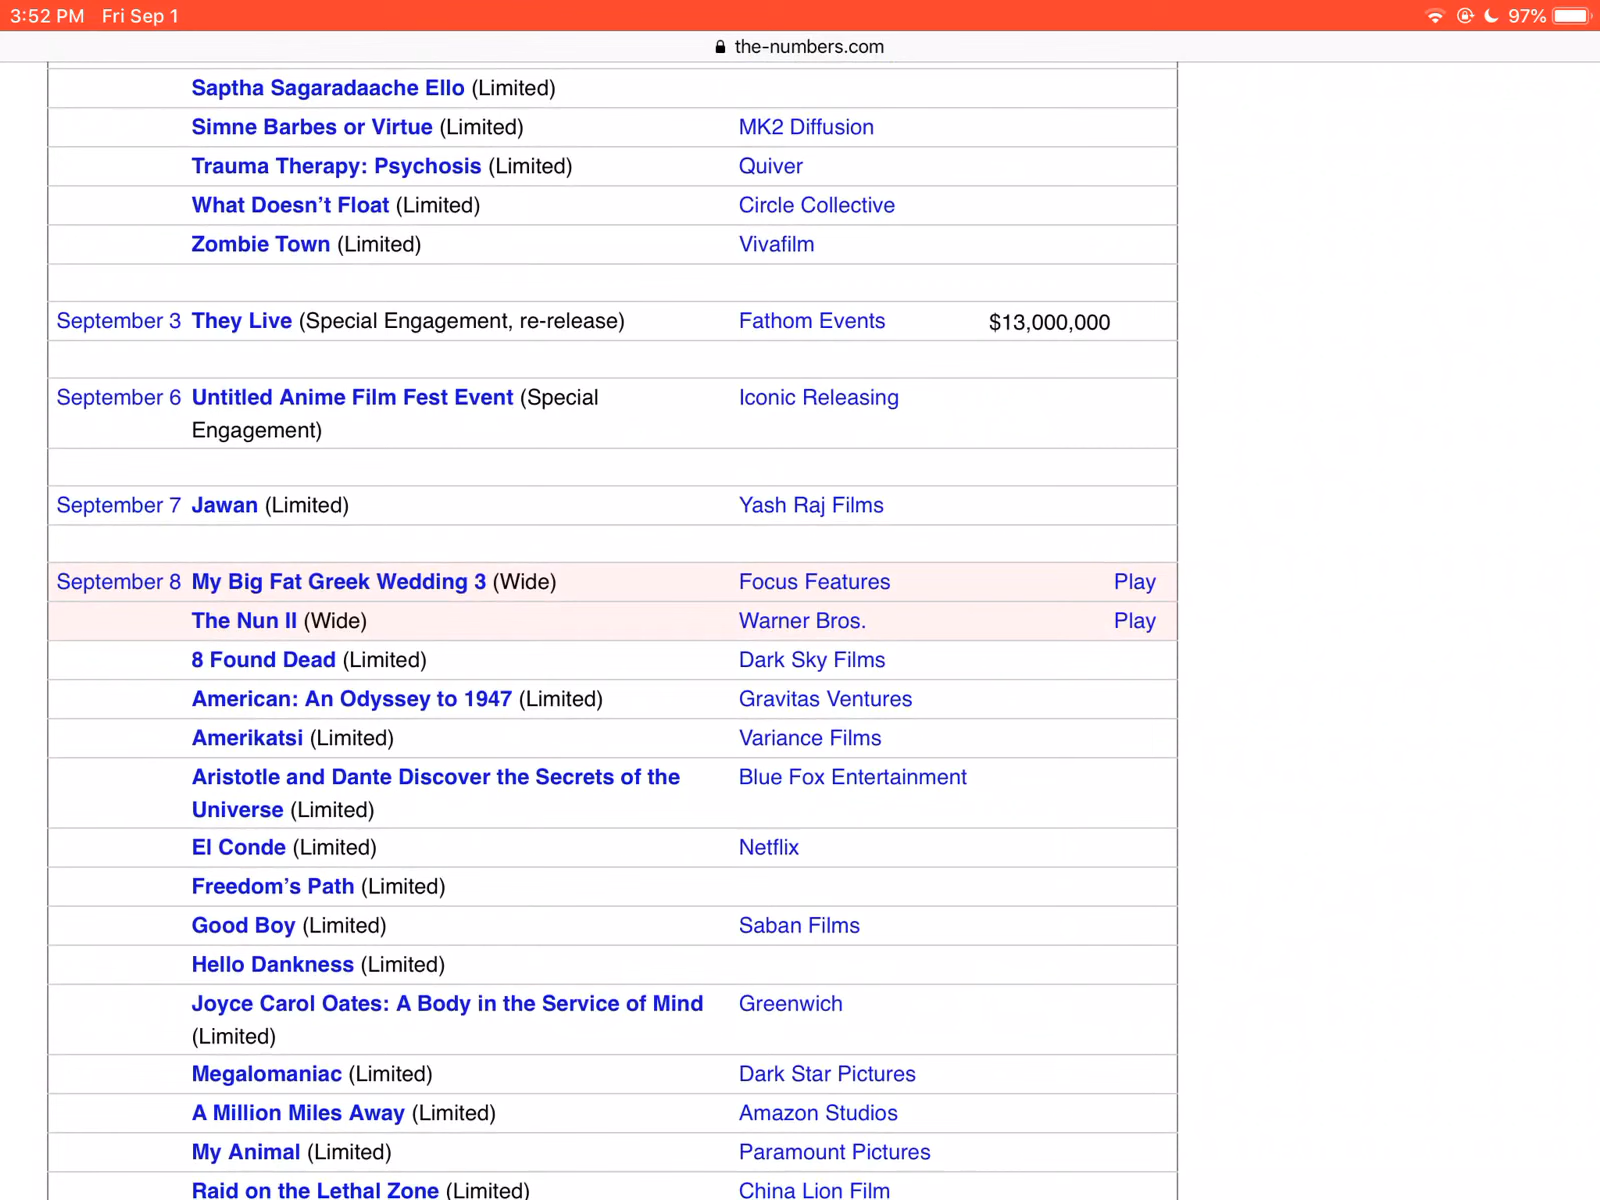 3:52 PM Fri Sep 1 97%
the-numbers.com
Saptha Sagaradaache Ello (Limited)
Simne Barbes or Virtue (Limited) MK2 Diffusion
Trauma Therapy: Psychosis (Limited) Quiver
What Doesn't Float (Limited) Circle Collective
Zombie Town (Limited) Vivafilm
September 3 They Live (Special Engagement, re-release) Fathom Events $13,000,000
September 6 Untitled Anime Film Fest Event (Special Iconic Releasing
Engagement)
September 7 Jawan (Limited) Yash Raj Films
September 8 My Big Fat Greek Wedding 3 (Wide) Focus Features Play
The Nun II (Wide) Warner Bros. Play
8 Found Dead (Limited) Dark Sky Films
American: An Odyssey to 1947 (Limited) Gravitas Ventures
Amerikatsi (Limited) Variance Films
Aristotle and Dante Discover the Secrets of the Blue Fox Entertainment
Universe (Limited)
El Conde (Limited) Netflix
Freedom's Path (Limited)
Good Boy (Limited) Saban Films
Hello Dankness (Limited)
Joyce Carol Oates: A Body in the Service of Mind Greenwich
(Limited)
Megalomaniac (Limited) Dark Star Pictures
A Million Miles Away (Limited) Amazon Studios
My Animal (Limited) Paramount Pictures
Raid on the Lethal Zone (Limited) China Lion Film